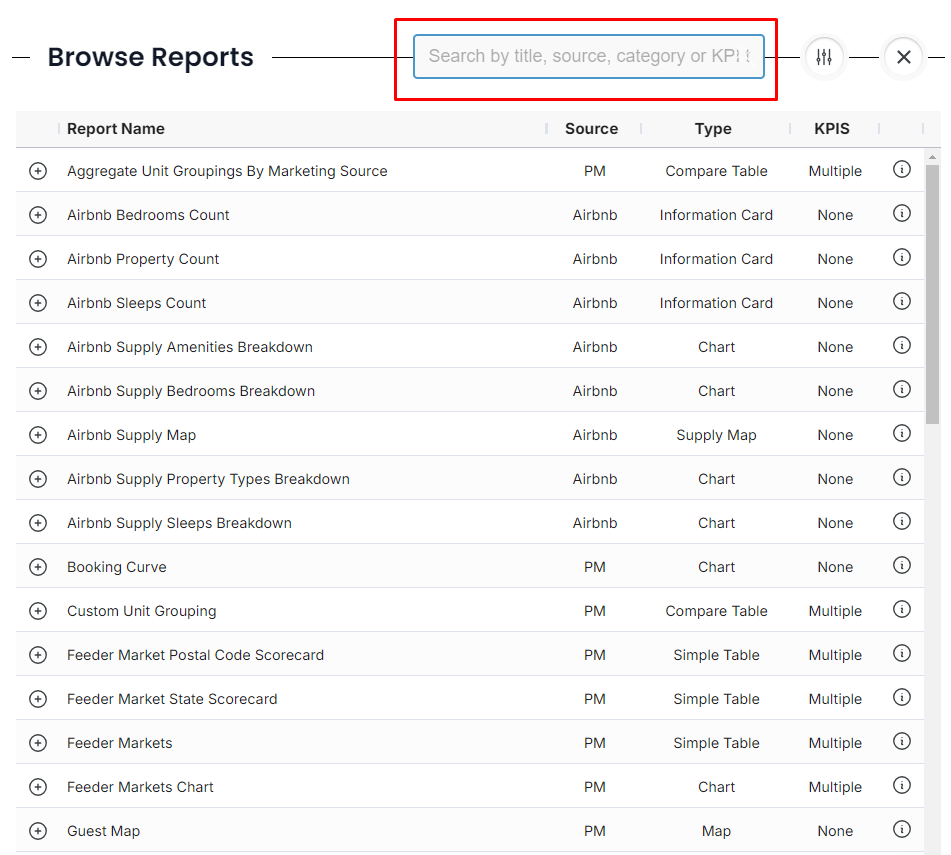 Browse Reports
Search by title, source, category or KPI
Report Name Source Type KPIS
Aggregate Unit Groupings By Marketing Source PM Compare Table Multiple
Airbnb Bedrooms Count Airbnb Information Card None
Airbnb Property Count Airbnb Information Card None
Airbnb Sleeps Count Airbnb Information Card None
Airbnb Supply Amenities Breakdown Airbnb Chart None
Airbnb Supply Bedrooms Breakdown Airbnb Chart None
Airbnb Supply Map Airbnb Supply Map None
Airbnb Supply Property Types Breakdown Airbnb Chart None
Airbnb Supply Sleeps Breakdown Airbnb Chart None
Booking Curve PM Chart None
Custom Unit Grouping PM Compare Table Multiple
Feeder Market Postal Code Scorecard PM Simple Table Multiple
Feeder Market State Scorecard PM Simple Table Multiple
Feeder Markets PM Simple Table Multiple
Feeder Markets Chart PM Chart Multiple
Guest Map PM Map None